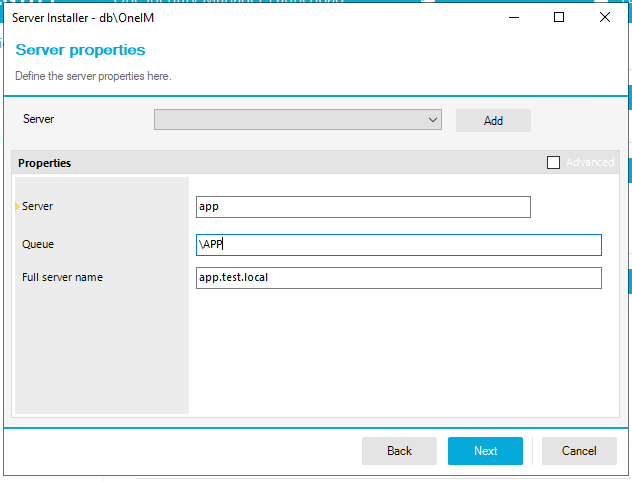 Server Installer - db\OneIM
Server properties
Define the server properties here.
Server
Add
Properties
Advanced
Server
app
Queue
\APP
Full server name
app.test.local
Back
Next
Cancel